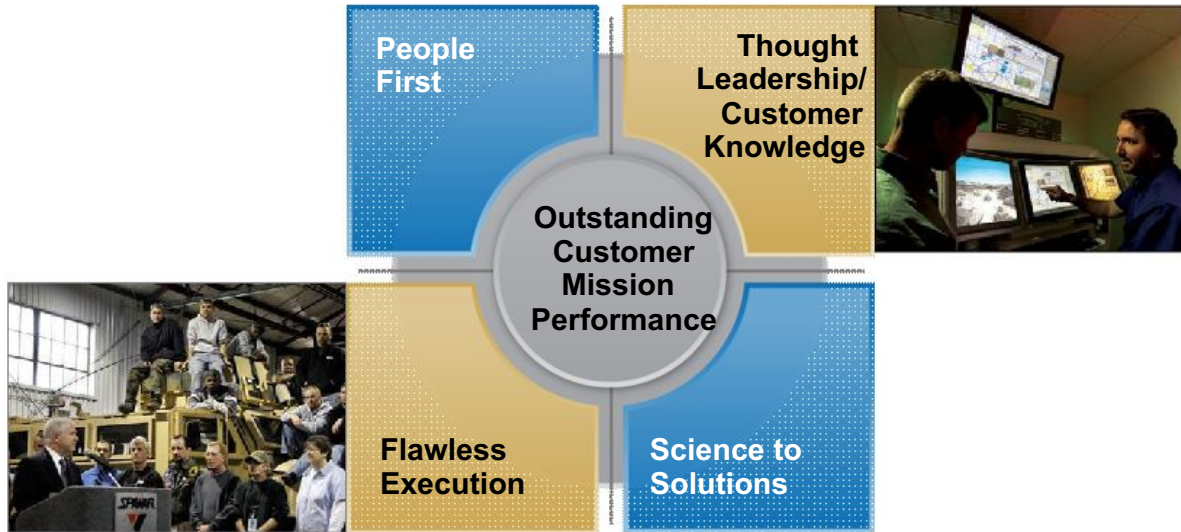 People
First
Thought
Leadership/
Customer
Knowledge
Outstanding
Customer
Mission
Performance
Flawless
Execution
Science to
Solutions
SPAWAR